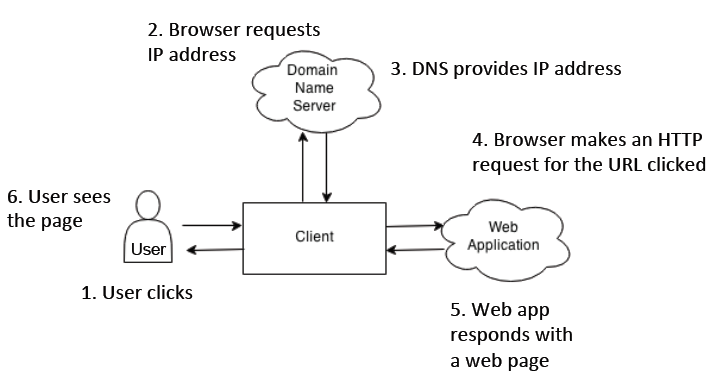 2. Browser requests
IP address
Domain
Name
Server
3. DNS provides IP address
4. Browser makes an HTTP
request for the URL clicked
6. User sees
the page
User
Client
Web
Application
1. User clicks
5. Web app
responds with
a web page